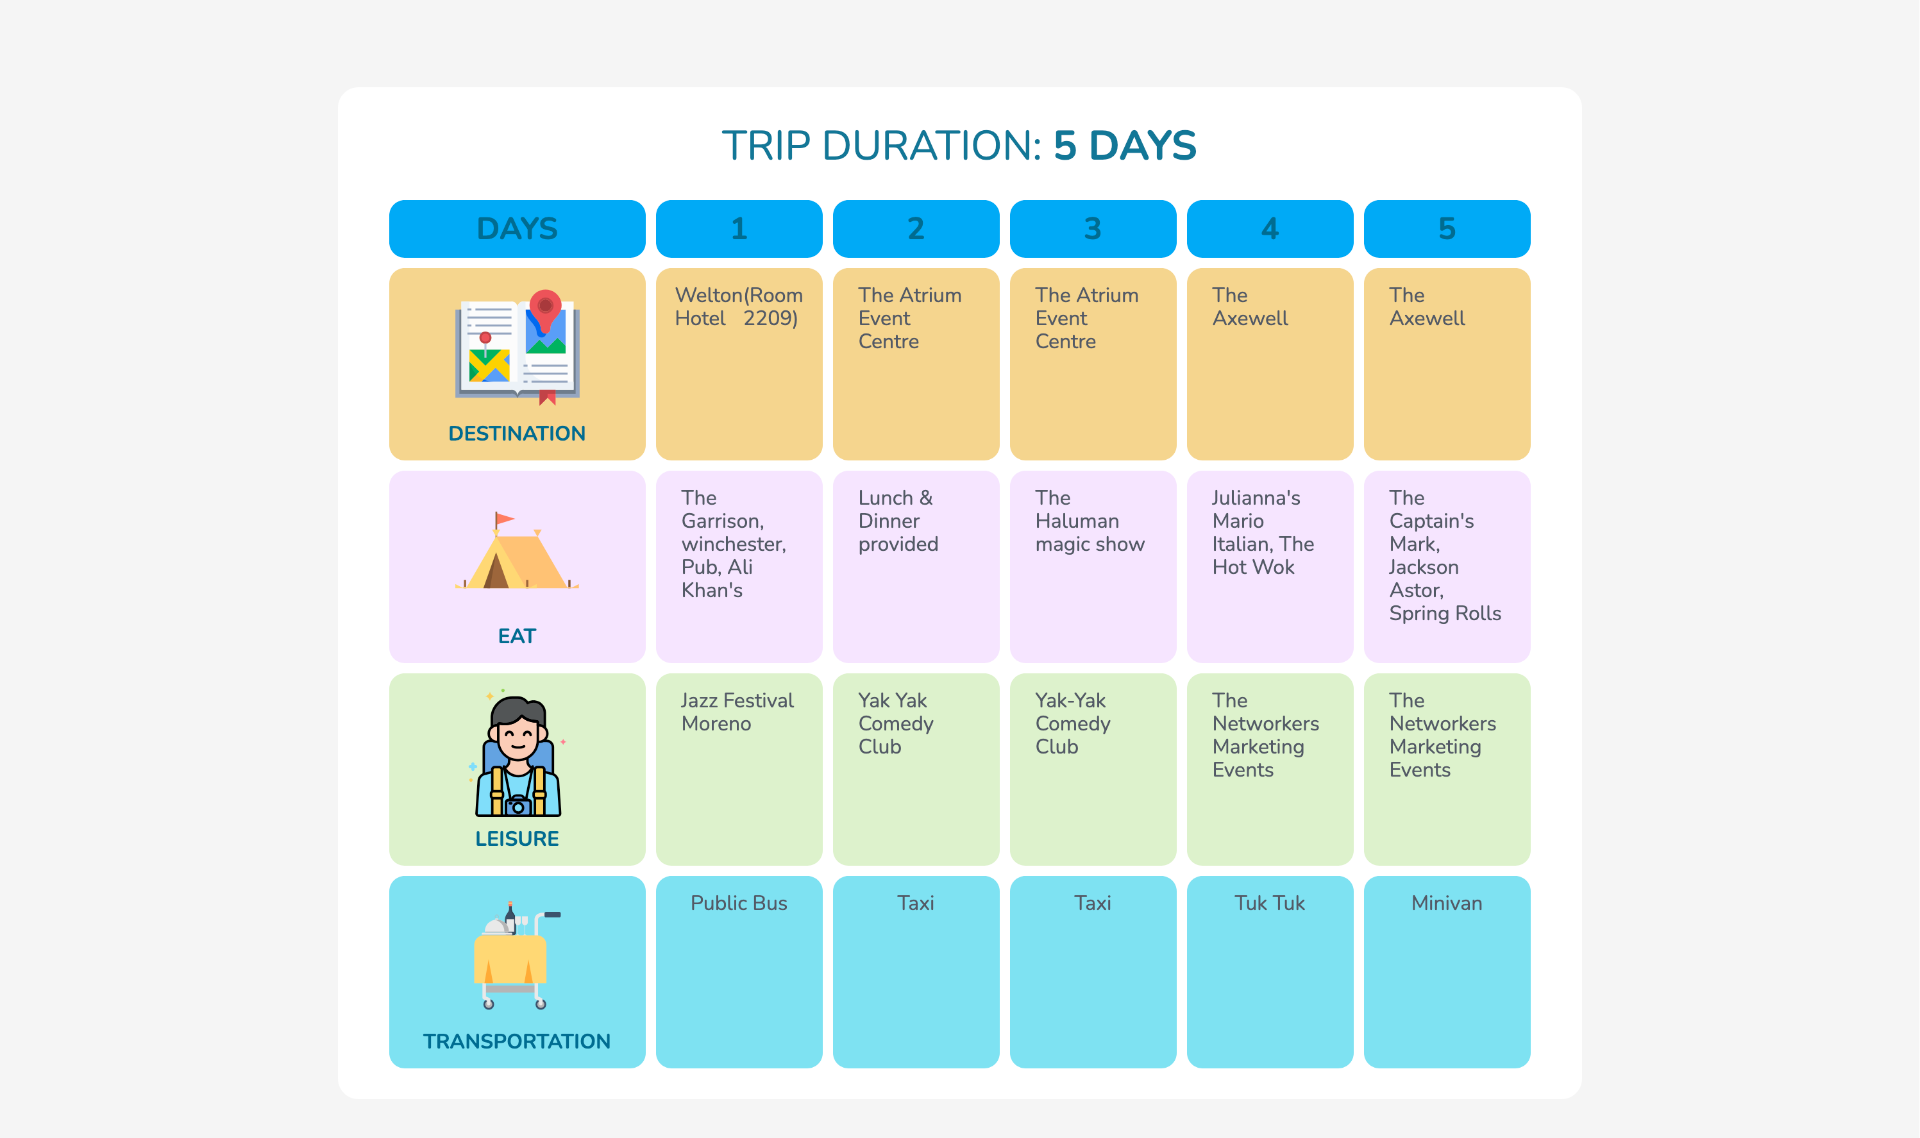 TRIP DURATION: 5 DAYS
DAYS
1
2
3
4
5
DESTINATION
Welton(Room
Hotel 2209)
The Atrium
Event
Centre
The Atrium
Event
Centre
The
Axewell
The
Axewell
EAT
The
Garrison,
winchester,
Pub, Ali
Khan's
Lunch &
Dinner
provided
The
Haluman
magic show
Julianna's
Mario
Italian, The
Hot Wok
The
Captain's
Mark,
Jackson
Astor,
Spring Rolls
LEISURE
Jazz Festival
Moreno
Yak Yak
Comedy
Club
Yak-Yak
Comedy
Club
The
Networkers
Marketing
Events
The
Networkers
Marketing
Events
TRANSPORTATION
Public Bus
Taxi
Taxi
Tuk Tuk
Minivan